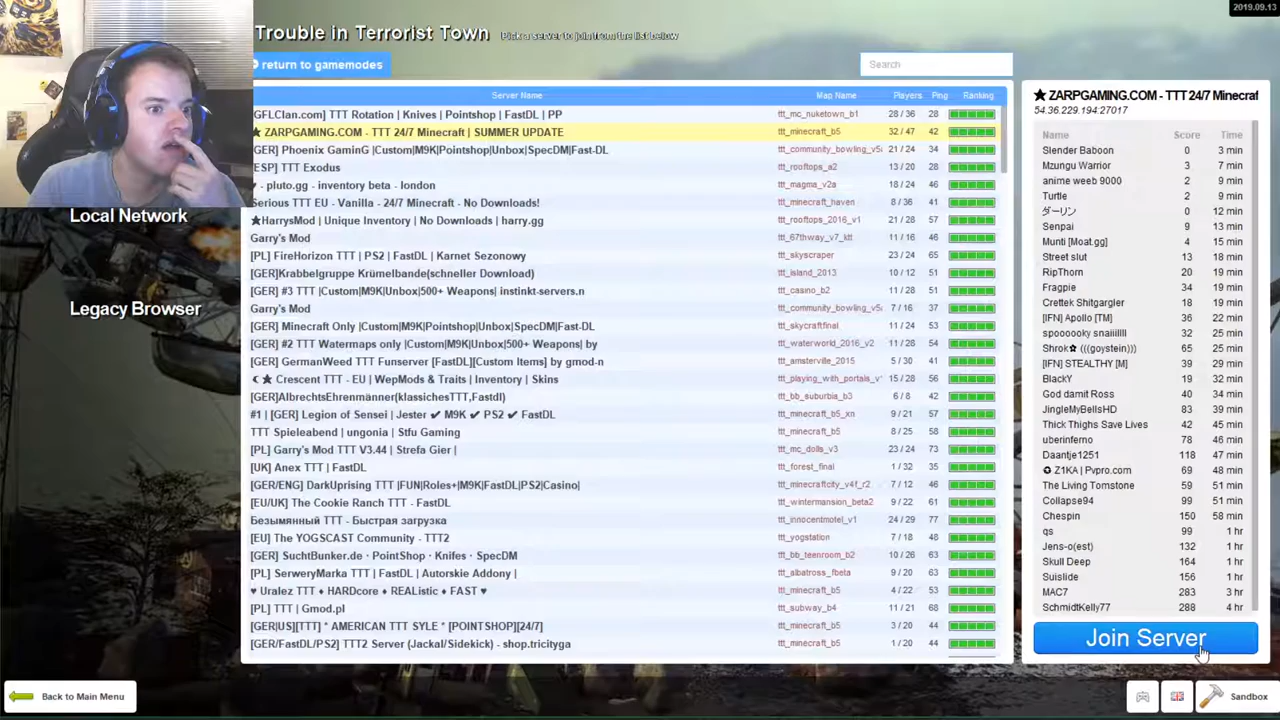 2019.09.13
Trouble in Terrorist Town Pick a server to join from the list below
return to gamemodes
Search
Local Network
Legacy Browser
Server Name Map Name Players Ping Ranking
GFLClan.com] TTT Rotation | Knives | Pointshop | FastDL | PP ttt_mc_nuketown_b1 28 / 36 28
★ ZARPGAMING.COM - TTT 24/7 Minecraft | SUMMER UPDATE ttt_minecraft_b5 32 / 47 42
[GER] Phoenix GaminG |Custom|M9K|Pointshop|Unbox|SpecDM|Fast-DL ttt_community_bowling_v5 21 / 24 34
[ESP] TTT Exodus ttt_rooftops_a2 13 / 20 28
- pluto.gg - inventory beta - london ttt_magma_v2a 18 / 24 46
Serious TTT EU - Vanilla - 24/7 Minecraft - No Downloads! ttt_minecraft_haven 8 / 36 41
★HarrysMod | Unique Inventory | No Downloads | harry.gg ttt_rooftops_2016_v1 21 / 28 57
Garry's Mod ttt_67thway_v7_ktt 11 / 16 46
[PL] FireHorizon TTT | PS2 | FastDL | Karnet Sezonowy ttt_skyscraper 23 / 24 65
[GER]Krabbelgruppe Krümelbande(schneller Download) ttt_island_2013 10 / 12 51
[GER] #3 TTT |Custom|M9K|Unbox|500+ Weapons| instinkt-servers.n ttt_casino_b2 28 / 31 51
Garry's Mod ttt_community_bowling_v5 7 / 16 37
[GER] Minecraft Only |Custom|M9K|Pointshop|Unbox|SpecDM|Fast-DL ttt_skycraftfinal 11 / 24 53
[GER] #2 TTT Watermaps only |Custom|M9K|Unbox|500+ Weapons| by ttt_waterworld_2016_v2 11 / 28 54
[GER] GermanWeed TTT Funserver [FastDL][Custom Items] by gmod-n ttt_amsterville_2015 5 / 30 41
☾★ Crescent TTT - EU | WepMods & Traits | Inventory | Skins ttt_playing_with_portals_v 15 / 28 56
[GER]AlbrechtsEhrenmänner(klassichesTTT,Fastdl) ttt_bb_suburbia_b3 6 / 8 42
#1 | [GER] Legion of Sensei | Jester ✔ M9K ✔ PS2 ✔ FastDL ttt_minecraft_b5_xn 9 / 21 57
TTT Spieleabend | ungonia | Stfu Gaming ttt_minecraft_b5 8 / 25 58
[PL] Garry's Mod TTT V3.44 | Strefa Gier | ttt_mc_dolls_v3 23 / 24 73
[UK] Anex TTT | FastDL ttt_forest_final 1 / 32 35
[GER/ENG] DarkUprising TTT |FUN|Roles+|M9K|FastDL|PS2|Casino| ttt_minecraftcity_v4f_r2 7 / 12 46
[EU/UK] The Cookie Ranch TTT - FastDL ttt_wintermansion_beta2 9 / 22 61
Безымянный TTT - Быстрая загрузка ttt_innocentmotel_v1 24 / 29 77
[EU] The YOGSCAST Community - TTT2 ttt_yogstation 7 / 18 48
[GER] SuchtBunker.de · PointShop · Knifes · SpecDM ttt_bb_teenroom_b2 10 / 26 63
[PL] SerweryMarka | TTT | FastDL | Autorskie Addony | ttt_albatross_fbeta 9 / 20 63
♥ Uralez TTT ♦ HARDcore ♦ REAListic ♦ FAST ♥ ttt_minecraft_b5 4 / 22 53
[PL] TTT | Gmod.pl ttt_subway_b4 11 / 21 68
[GER|US][TTT] * AMERICAN TTT SYLE * [POINTSHOP][24/7] ttt_minecraft_b5 3 / 20 44
[GER/FastDL/PS2] TTT2 Server (Jackal/Sidekick) - shop.tricityga ttt_minecraft_b5 1 / 20 44
★ ZARPGAMING.COM - TTT 24/7 Minecraf
54.36.229.194:27017
Name Score Time
Slender Baboon 0 3 min
Mzungu Warrior 3 7 min
anime weeb 9000 2 9 min
Turtle 2 9 min
ダーリン 0 12 min
Senpai 9 13 min
Munti [Moat.gg] 4 15 min
Street slut 13 18 min
RipThorn 20 19 min
Fragpie 34 19 min
Crettek Shitgargler 18 19 min
[IFN] Apollo [TM] 36 22 min
spoooooky snaiiiilllll 32 25 min
Shrok✿ (((goystein))) 65 25 min
[IFN] STEALTHY [M] 39 29 min
BlackY 19 32 min
God damit Ross 40 34 min
JingleMyBellsHD 83 39 min
Thick Thighs Save Lives 42 45 min
uberinferno 78 46 min
Daantje1251 118 47 min
✪ Z1KA | Pvpro.com 69 48 min
The Living Tomstone 59 51 min
Collapse94 99 51 min
Chespin 150 58 min
qs 99 1 hr
Jens-o(est) 132 1 hr
Skull Deep 164 1 hr
Suislide 156 1 hr
MAC7 283 3 hr
SchmidtKelly77 288 4 hr
Join Server
Back to Main Menu
Sandbox